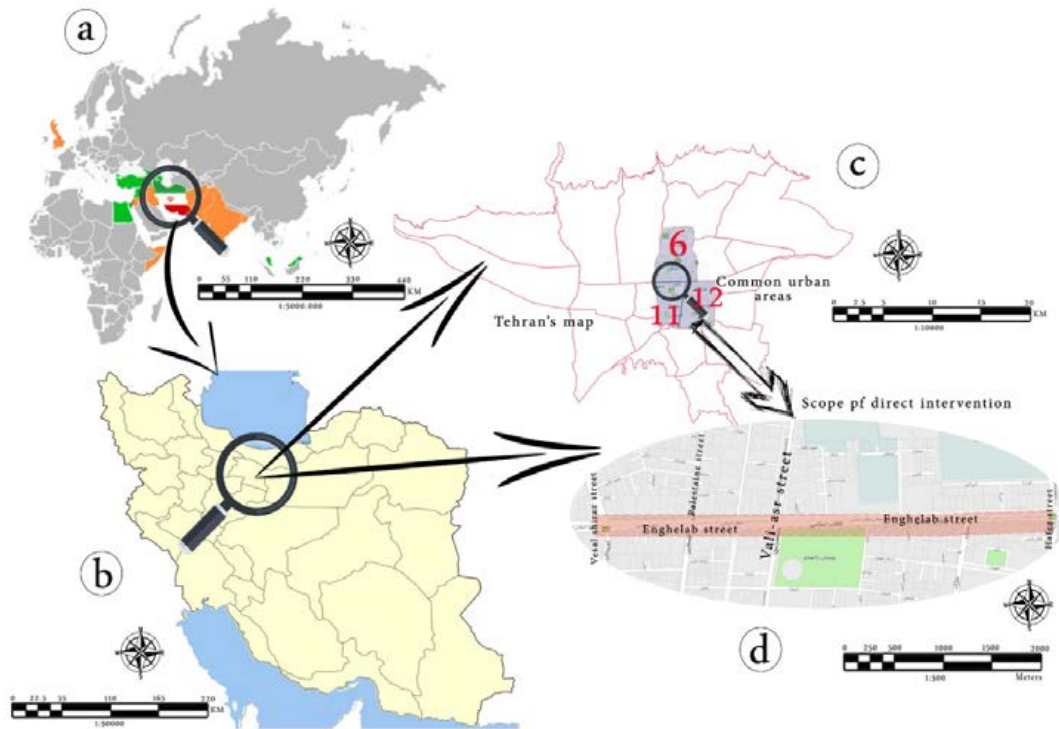 a
0 55 110 220 330 440
KM
1:5000.000
c
6
12
11
Common urban
areas
Tehran's map
0 2.5 5 10 15 20
KM
1:10000
Scope pf direct intervention
b
0 22.5 55 110 165 220
KM
1:50000
Vesal shiraz street
Palestaine street
Vali-asr street
Hafez street
Enghelab street
Enghelab street
d
0 250 500 1000 1500 2000
1:500 Meters